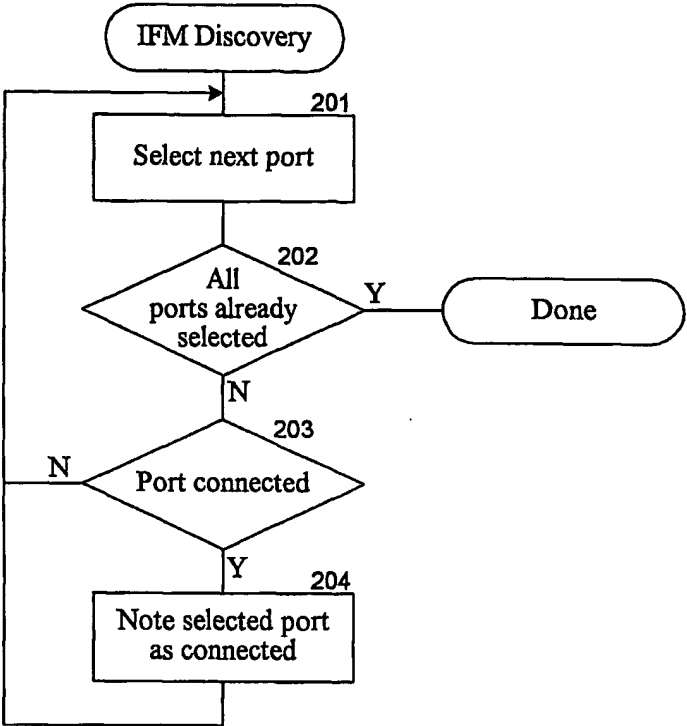 IFM Discovery
201
Select next port
202
All
ports already
selected
Y
Done
N
203
N
Port connected
Y
204
Note selected port
as connected